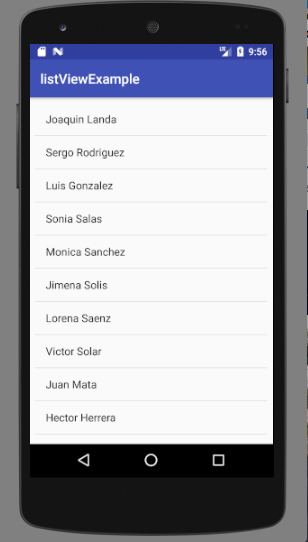 9:56
listViewExample
Joaquin Landa
Sergo Rodriguez
Luis Gonzalez
Sonia Salas
Monica Sanchez
Jimena Solis
Lorena Saenz
Victor Solar
Juan Mata
Hector Herrera